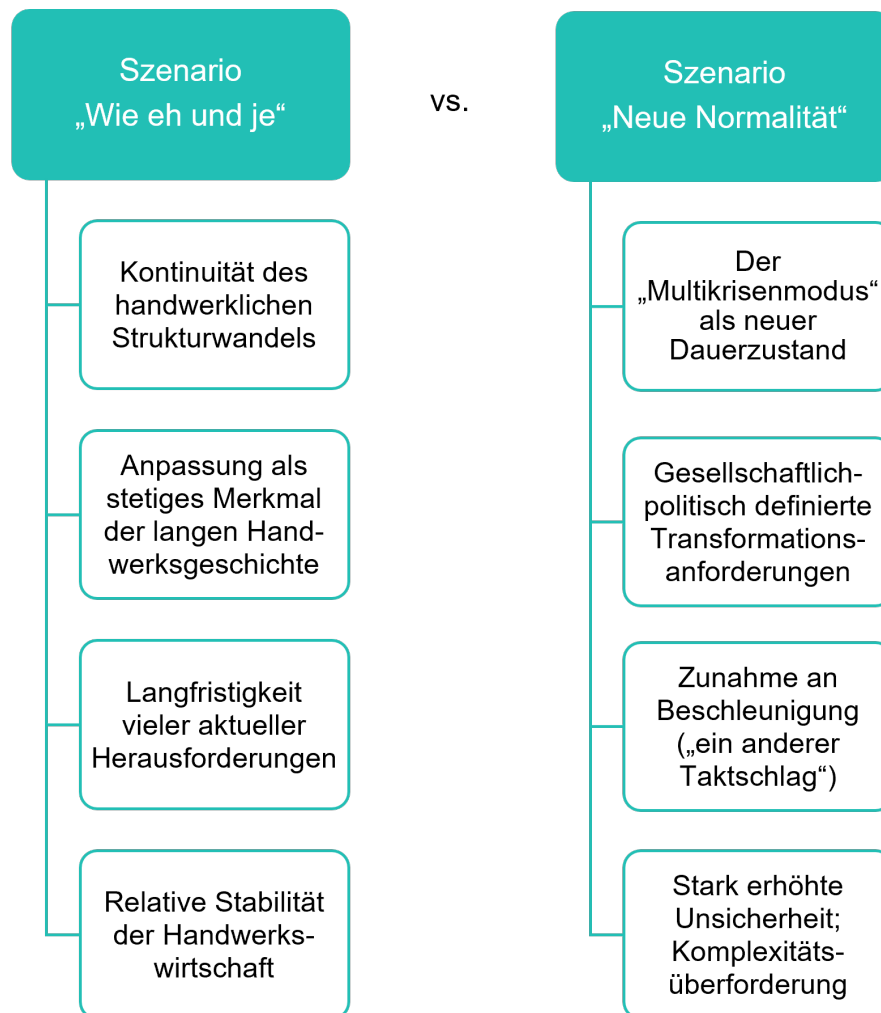 Szenario
„Wie eh und je“
vs.
Szenario
„Neue Normalität“
Kontinuität des
handwerklichen
Strukturwandels
Anpassung als
stetiges Merkmal
der langen Hand-
werksgeschichte
Langfristigkeit
vieler aktueller
Herausforderungen
Relative Stabilität
der Handwerks-
wirtschaft
Der
„Multikrisenmodus“
als neuer
Dauerzustand
Gesellschaftlich-
politisch definierte
Transformations-
anforderungen
Zunahme an
Beschleunigung
(„ein anderer
Taktschlag“)
Stark erhöhte
Unsicherheit;
Komplexitäts-
überforderung